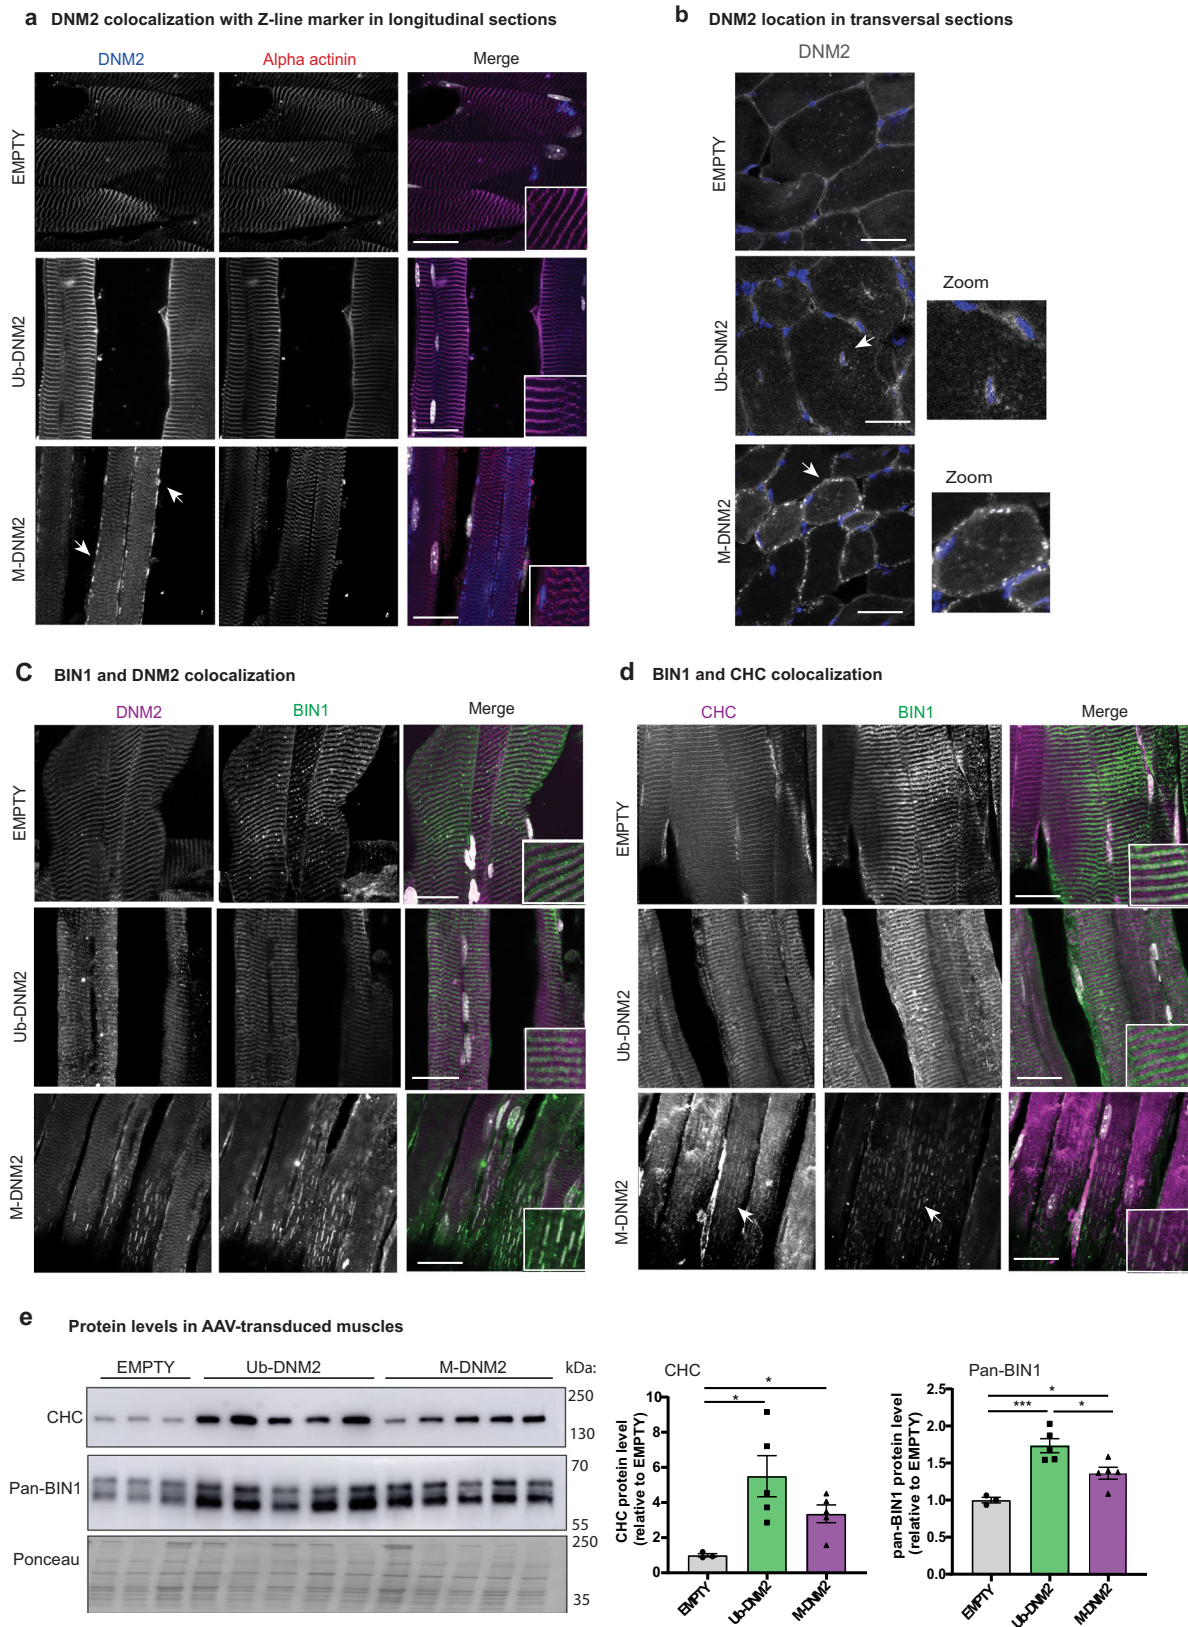 a DNM2 colocalization with Z-line marker in longitudinal sections
DNM2 Alpha actinin Merge
EMPTY
Ub-DNM2
M-DNM2
b DNM2 location in transversal sections
DNM2
EMPTY
Ub-DNM2
Zoom
M-DNM2
Zoom
C BIN1 and DNM2 colocalization
DNM2 BIN1 Merge
EMPTY
Ub-DNM2
M-DNM2
d BIN1 and CHC colocalization
CHC BIN1 Merge
EMPTY
Ub-DNM2
M-DNM2
e Protein levels in AAV-transduced muscles
EMPTY Ub-DNM2 M-DNM2 kDa:
CHC
250
130
Pan-BIN1
70
55
Ponceau
250
35
CHC
CHC protein level
(relative to EMPTY)
10
8
6
4
2
0
*
*
EMPTY Ub-DNM2 M-DNM2
Pan-BIN1
pan-BIN1 protein level
(relative to EMPTY)
2.5
2.0
1.5
1.0
0.5
0.0
*
*** *
EMPTY Ub-DNM2 M-DNM2